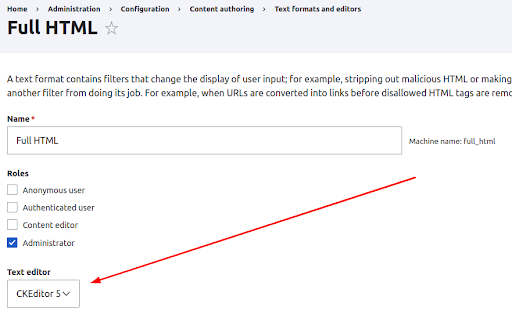 Home > Administration > Configuration > Content authoring > Text formats and editors
Full HTML
A text format contains filters that change the display of user input; for example, stripping out malicious HTML or making
another filter from doing its job. For example, when URLs are converted into links before disallowed HTML tags are remo
Name *
Full HTML
Machine name: full_html
Roles
Anonymous user
Authenticated user
Content editor
Administrator
Text editor
CKEditor 5